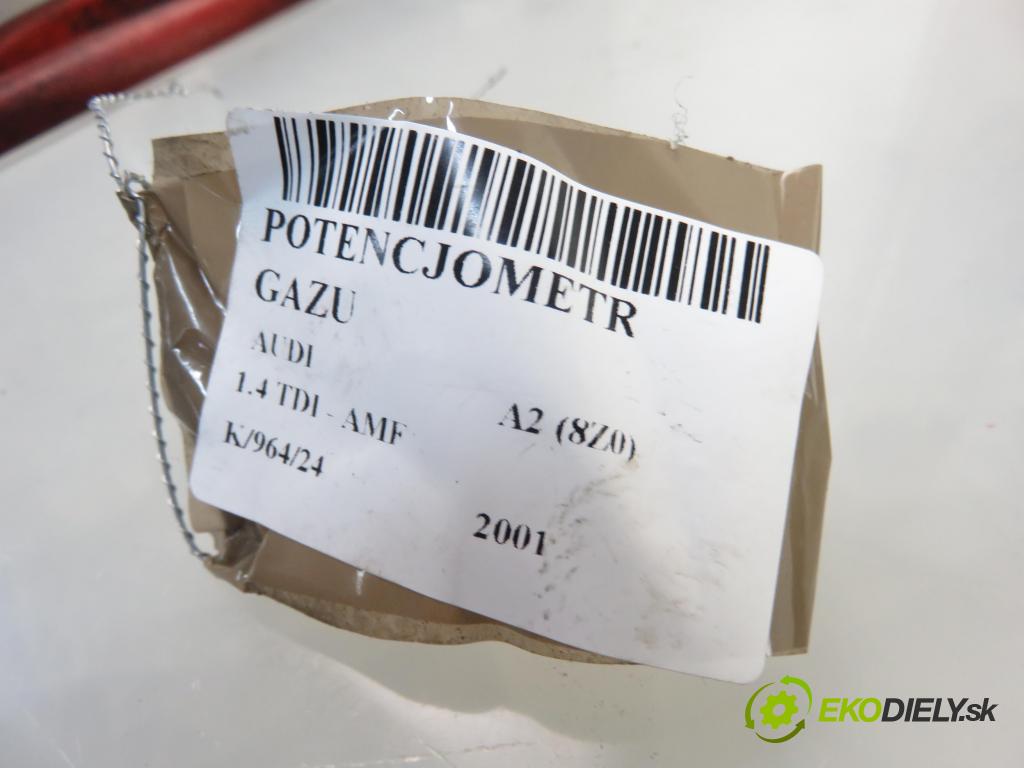 POTENCJOMETR
GAZU
AUDI
A2 (8Z0)
1.4 TDI - AMF
K/964/24
2001
EKODIELY.sk